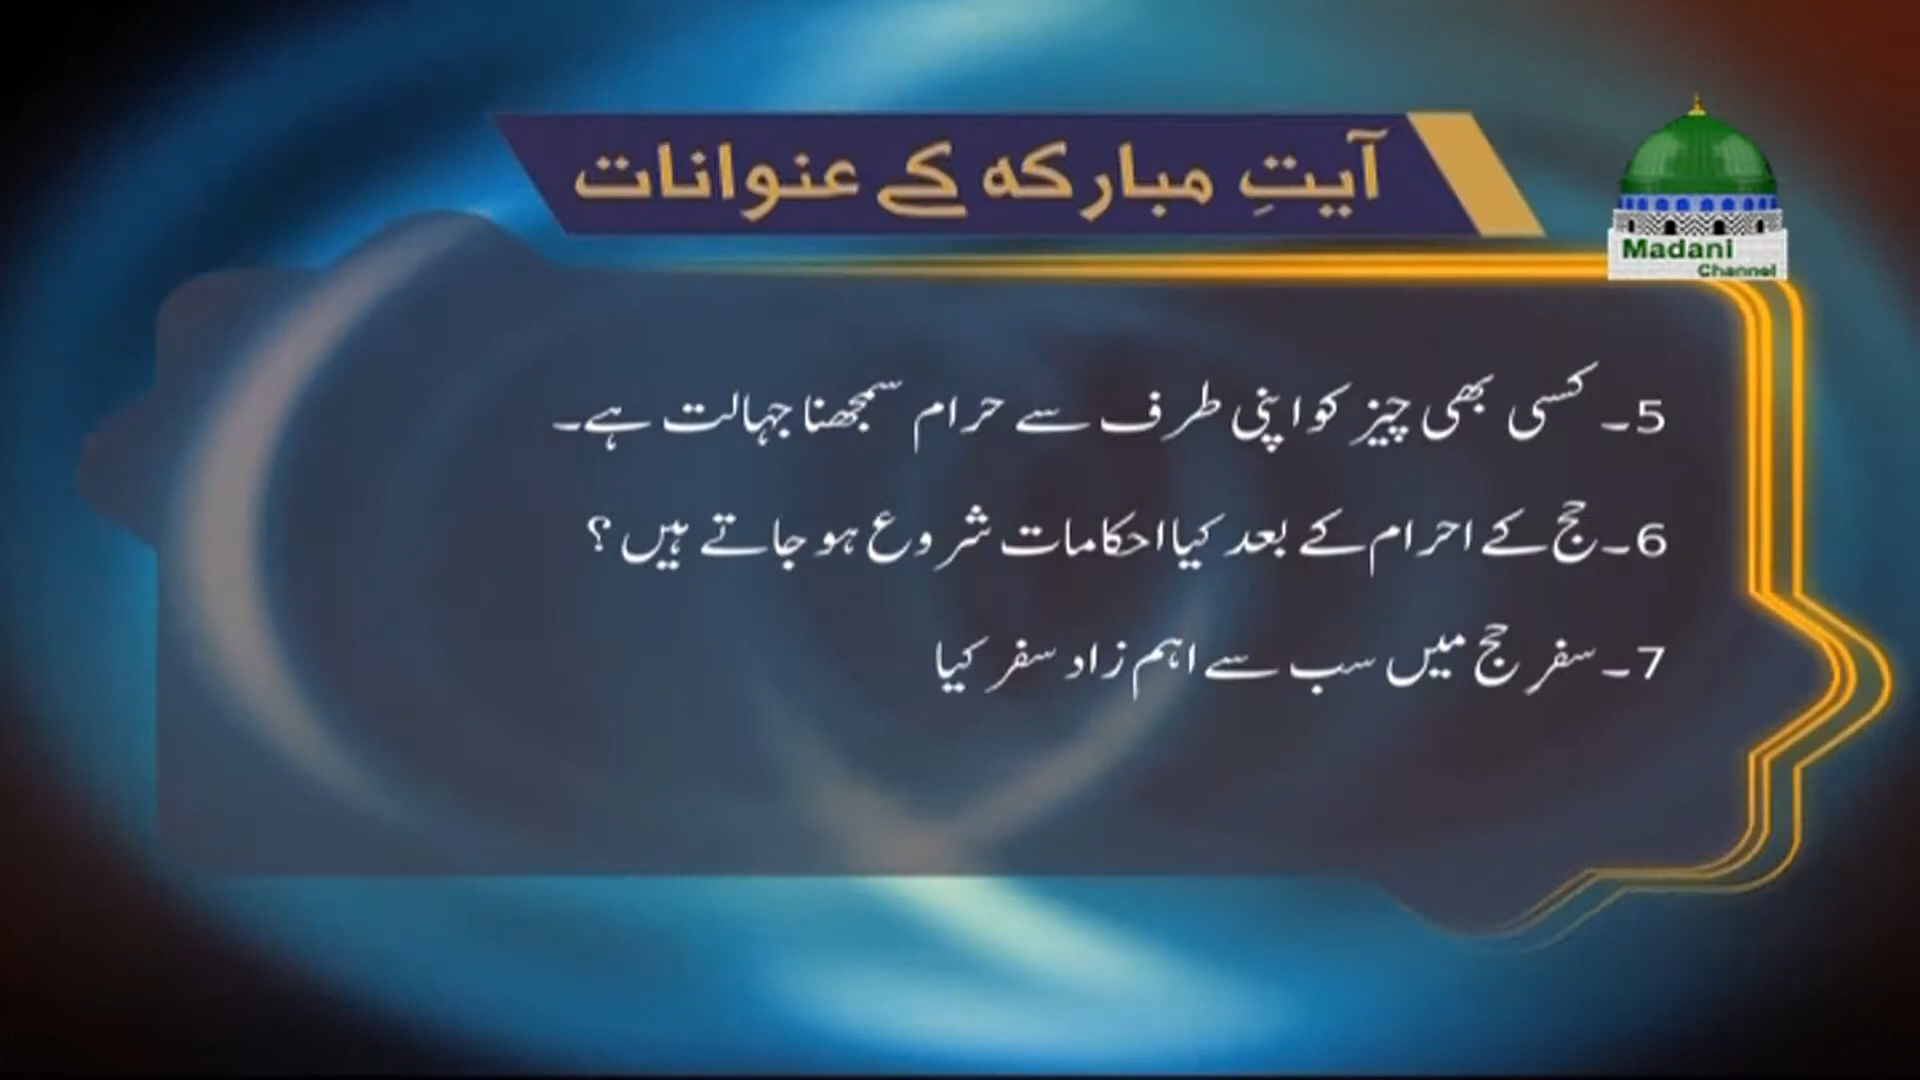 آیتِ مبارکہ کے عنوانات
Madani
Channel
5۔ کسی بھی چیز کو اپنی طرف سے حرام سمجھنا جہالت ہے۔
6۔ حج کے احرام کے بعد کیا احکامات شروع ہو جاتے ہیں؟
7۔ سفر حج میں سب سے اہم زاد سفر کیا